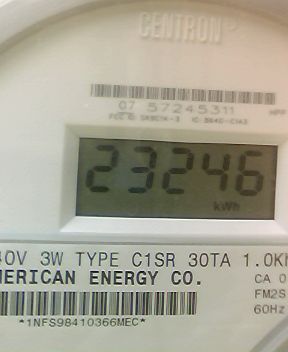 CENTRON
07 57245311
23246
kWh
40V 3W TYPE C1SR 30TA 1.0K
MERICAN ENERGY CO.
CA 0
FM2S
60Hz
*1NFS98410366MEC*